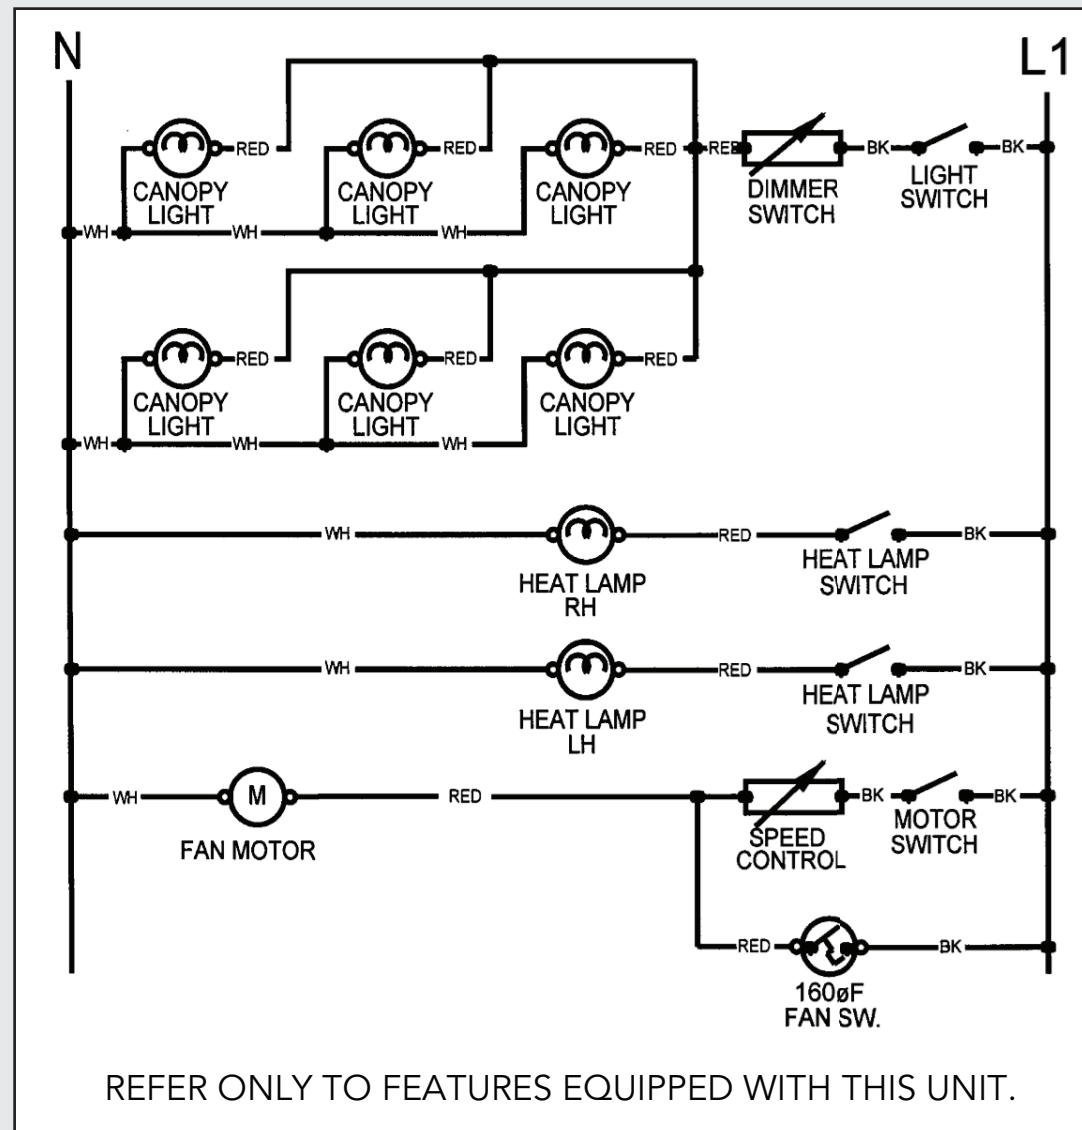 N
L1
RED
RED
RED
RED
BK
BK
CANOPY
LIGHT
CANOPY
LIGHT
CANOPY
LIGHT
DIMMER
SWITCH
LIGHT
SWITCH
WH
WH
WH
RED
RED
RED
CANOPY
LIGHT
CANOPY
LIGHT
CANOPY
LIGHT
WH
WH
WH
WH
RED
BK
HEAT LAMP
RH
HEAT LAMP
SWITCH
WH
RED
BK
HEAT LAMP
LH
HEAT LAMP
SWITCH
WH
M
RED
BK
BK
FAN MOTOR
SPEED
CONTROL
MOTOR
SWITCH
RED
BK
160øF
FAN SW.
REFER ONLY TO FEATURES EQUIPPED WITH THIS UNIT.